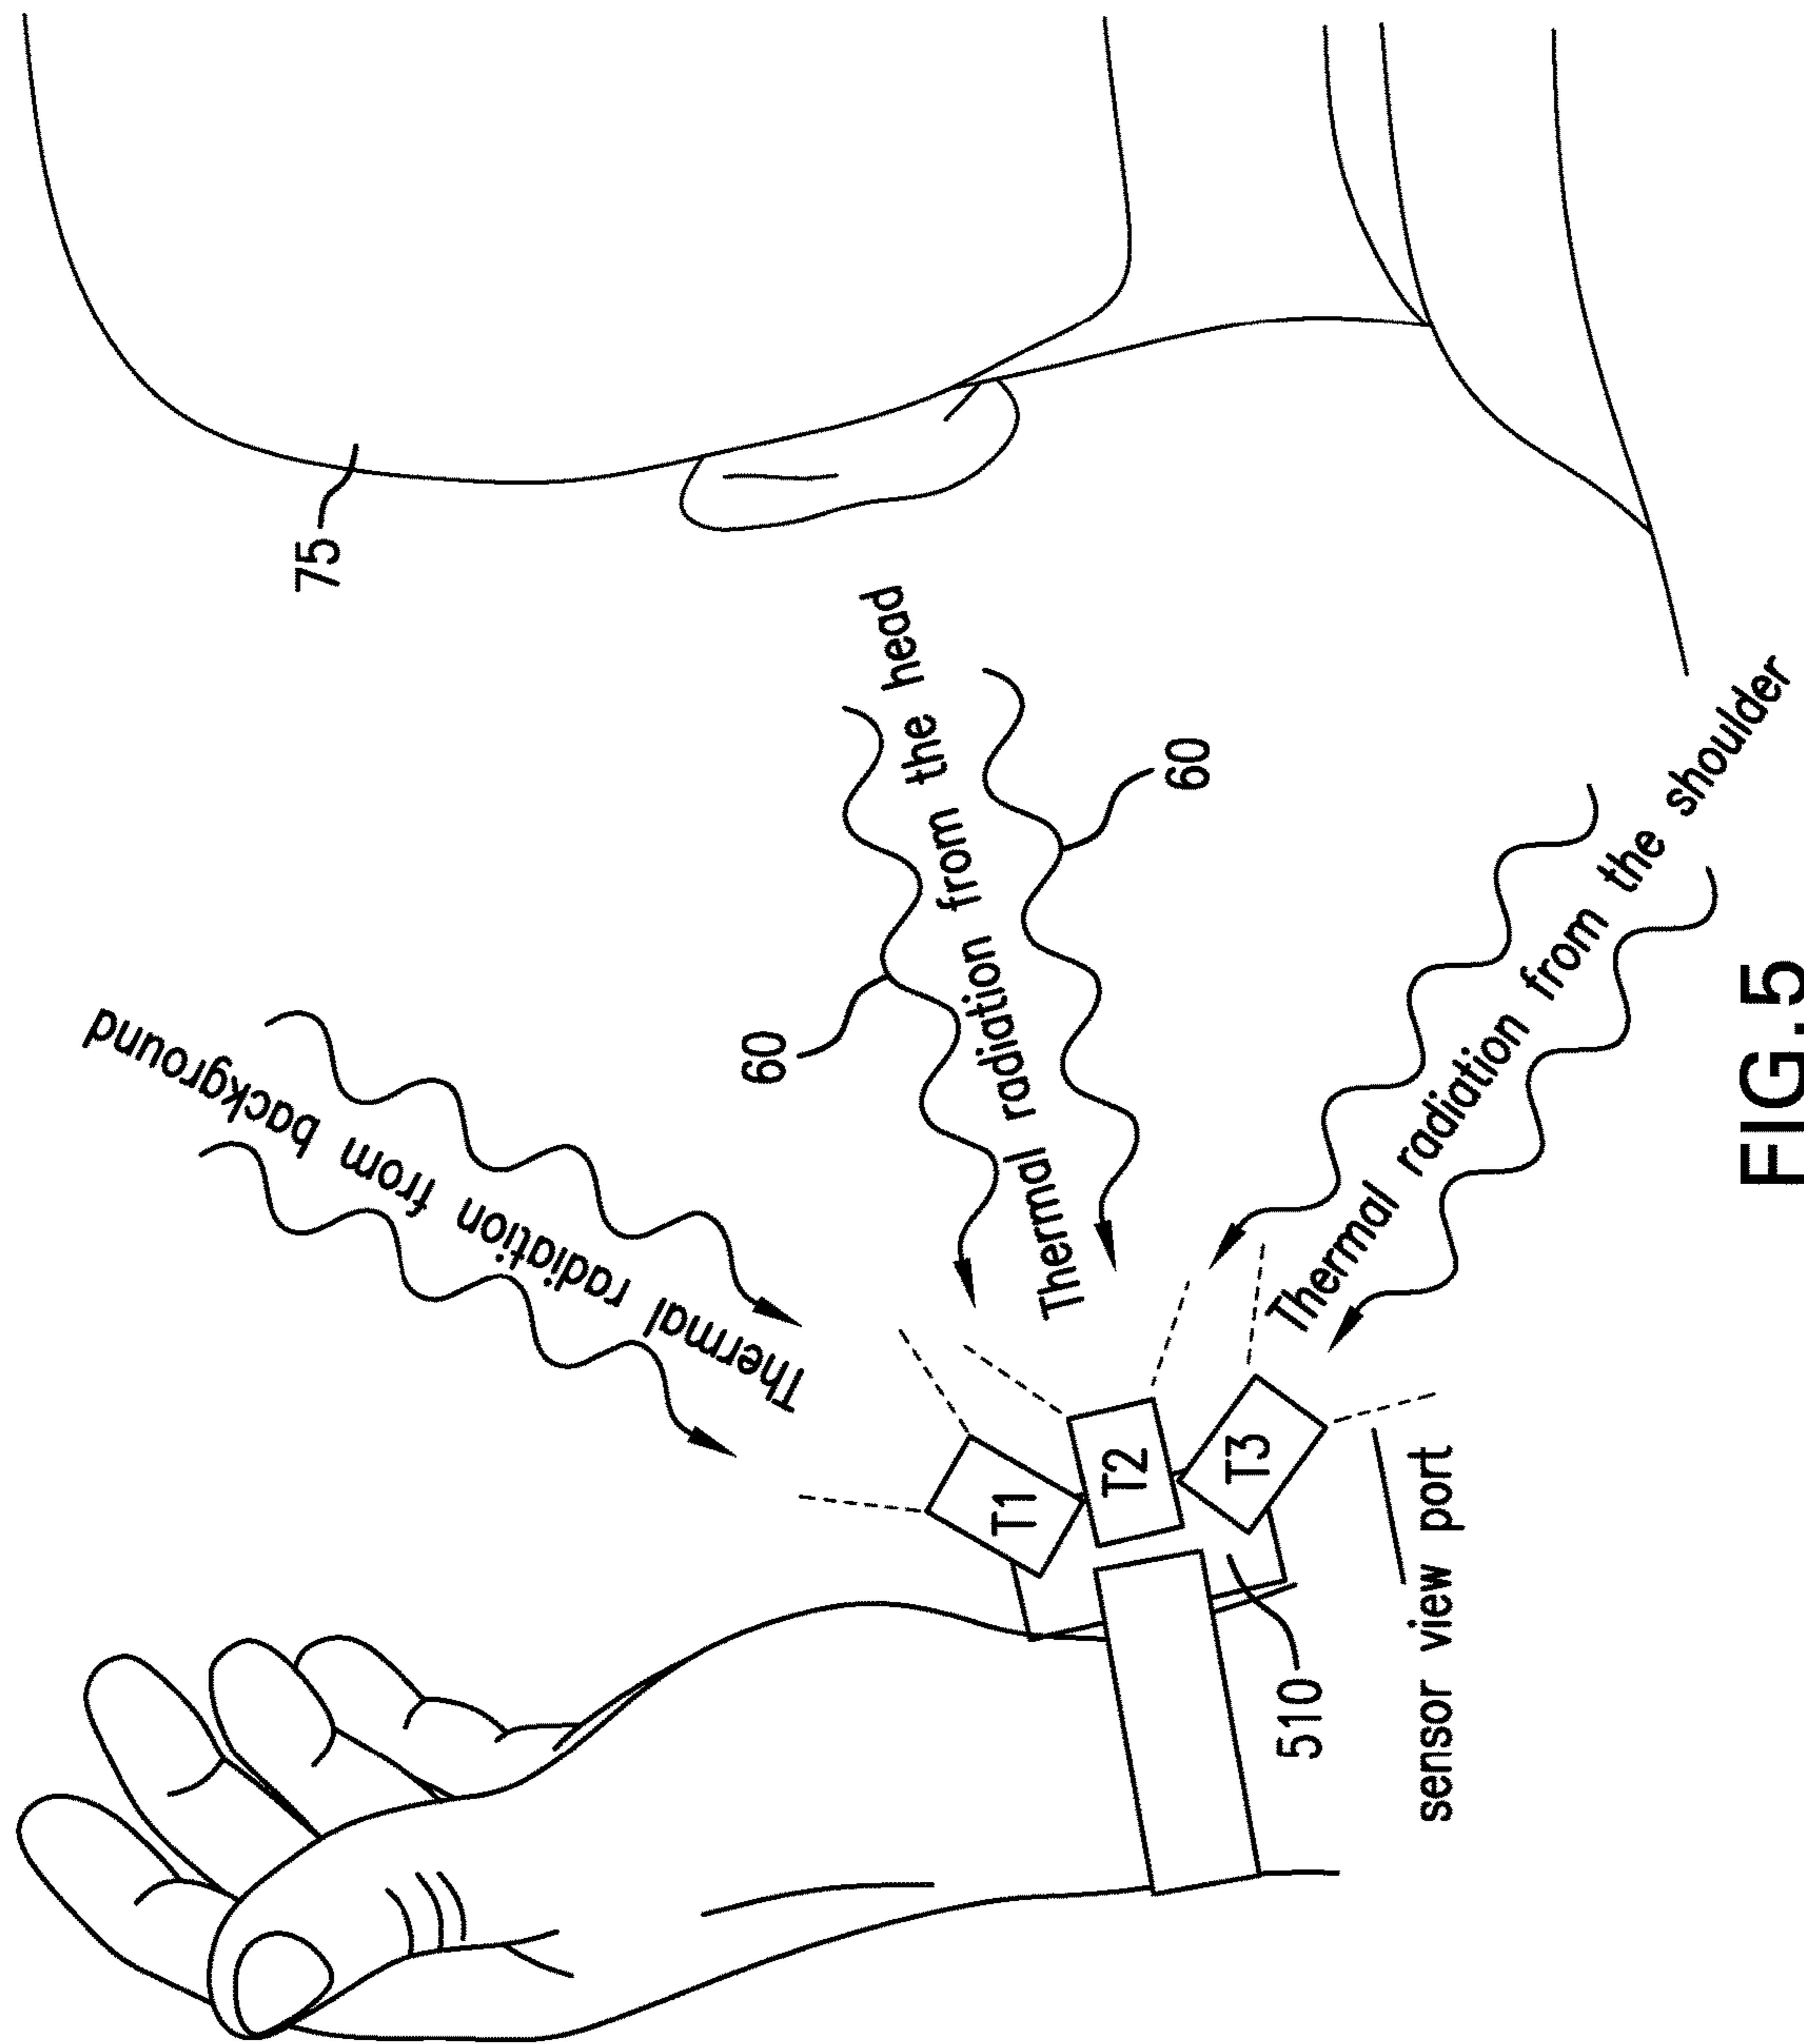 75
Thermal radiation from background
60
Thermal radiation from the head
60
Thermal radiation from the shoulder
T1
T2
T3
510
sensor view port
FIG.5